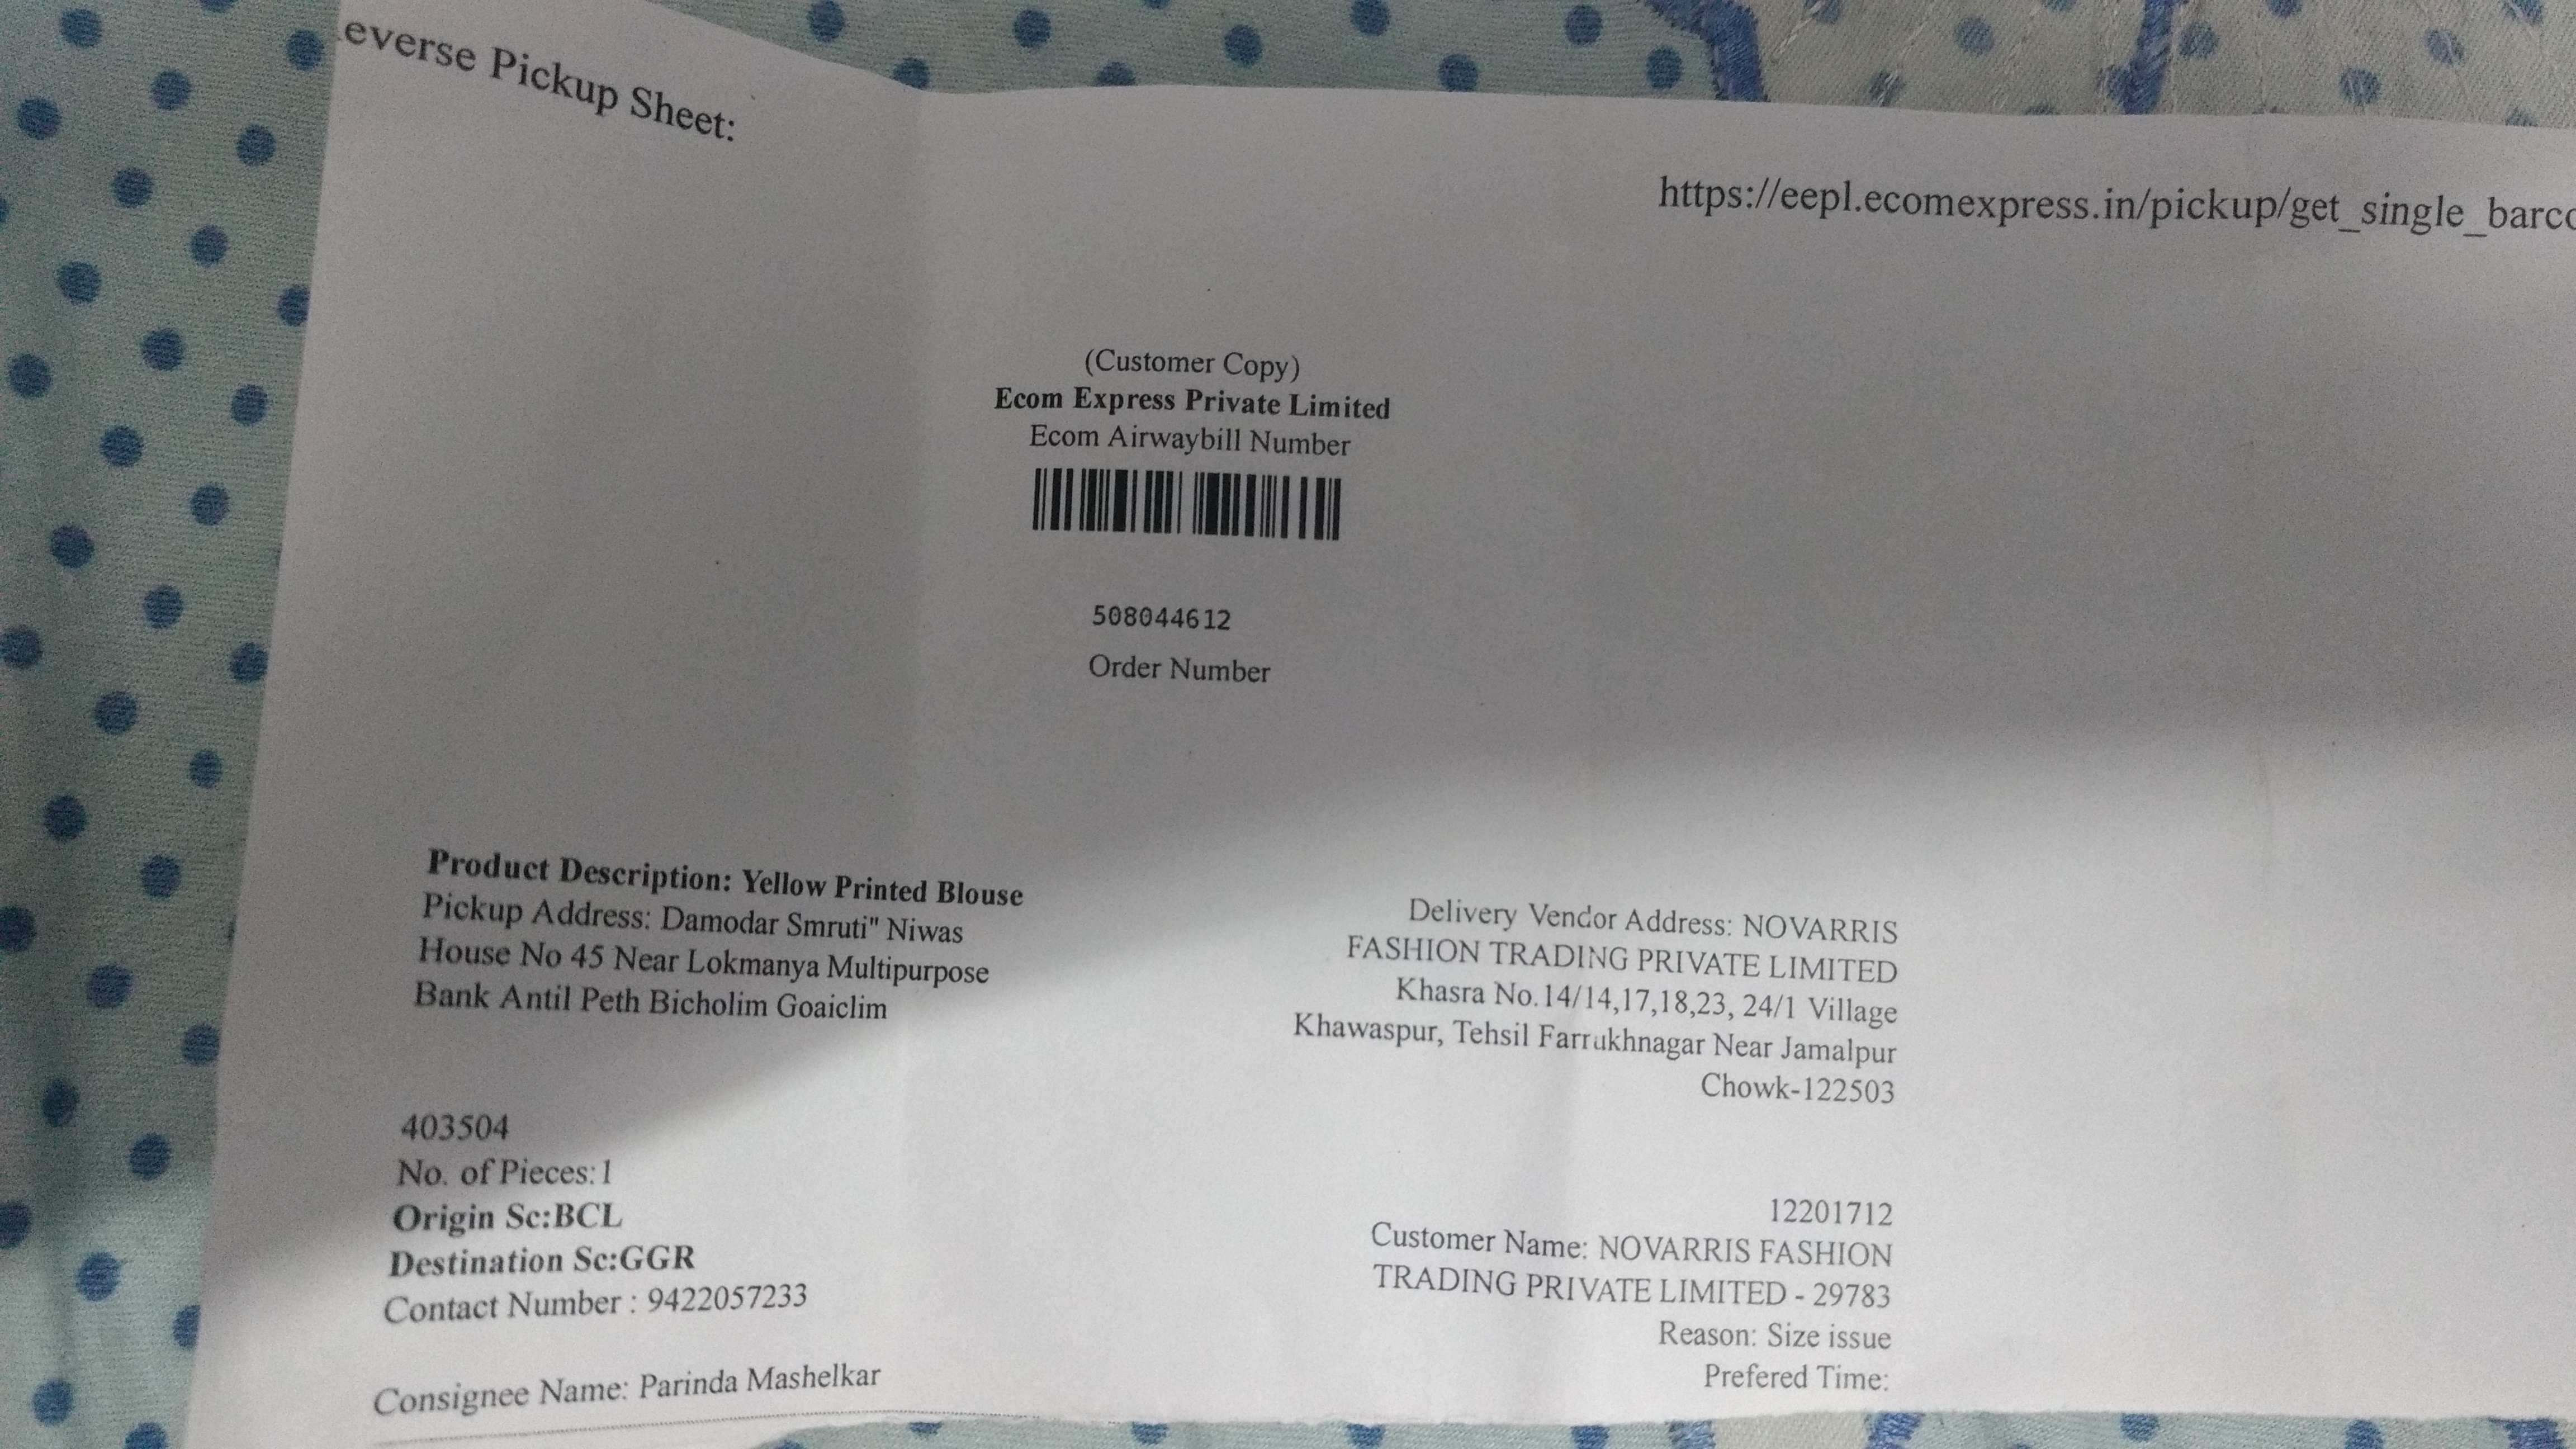 everse Pickup Sheet:
https://eepl.ecomexpress.in/pickup/get_single_barco
(Customer Copy)
Ecom Express Private Limited
Ecom Airwaybill Number
508044612
Order Number
Product Description: Yellow Printed Blouse
Pickup Address: Damodar Smruti" Niwas
House No 45 Near Lokmanya Multipurpose
Bank Antil Peth Bicholim Goaiclim
403504
No. of Pieces:1
Origin Sc:BCL
Destination Sc:GGR
Contact Number : 9422057233
Consignee Name: Parinda Mashelkar
Delivery Vendor Address: NOVARRIS
FASHION TRADING PRIVATE LIMITED
Khasra No.14/14,17,18,23, 24/1 Village
Khawaspur, Tehsil Farrukhnagar Near Jamalpur
Chowk-122503
12201712
Customer Name: NOVARRIS FASHION
TRADING PRIVATE LIMITED - 29783
Reason: Size issue
Prefered Time: